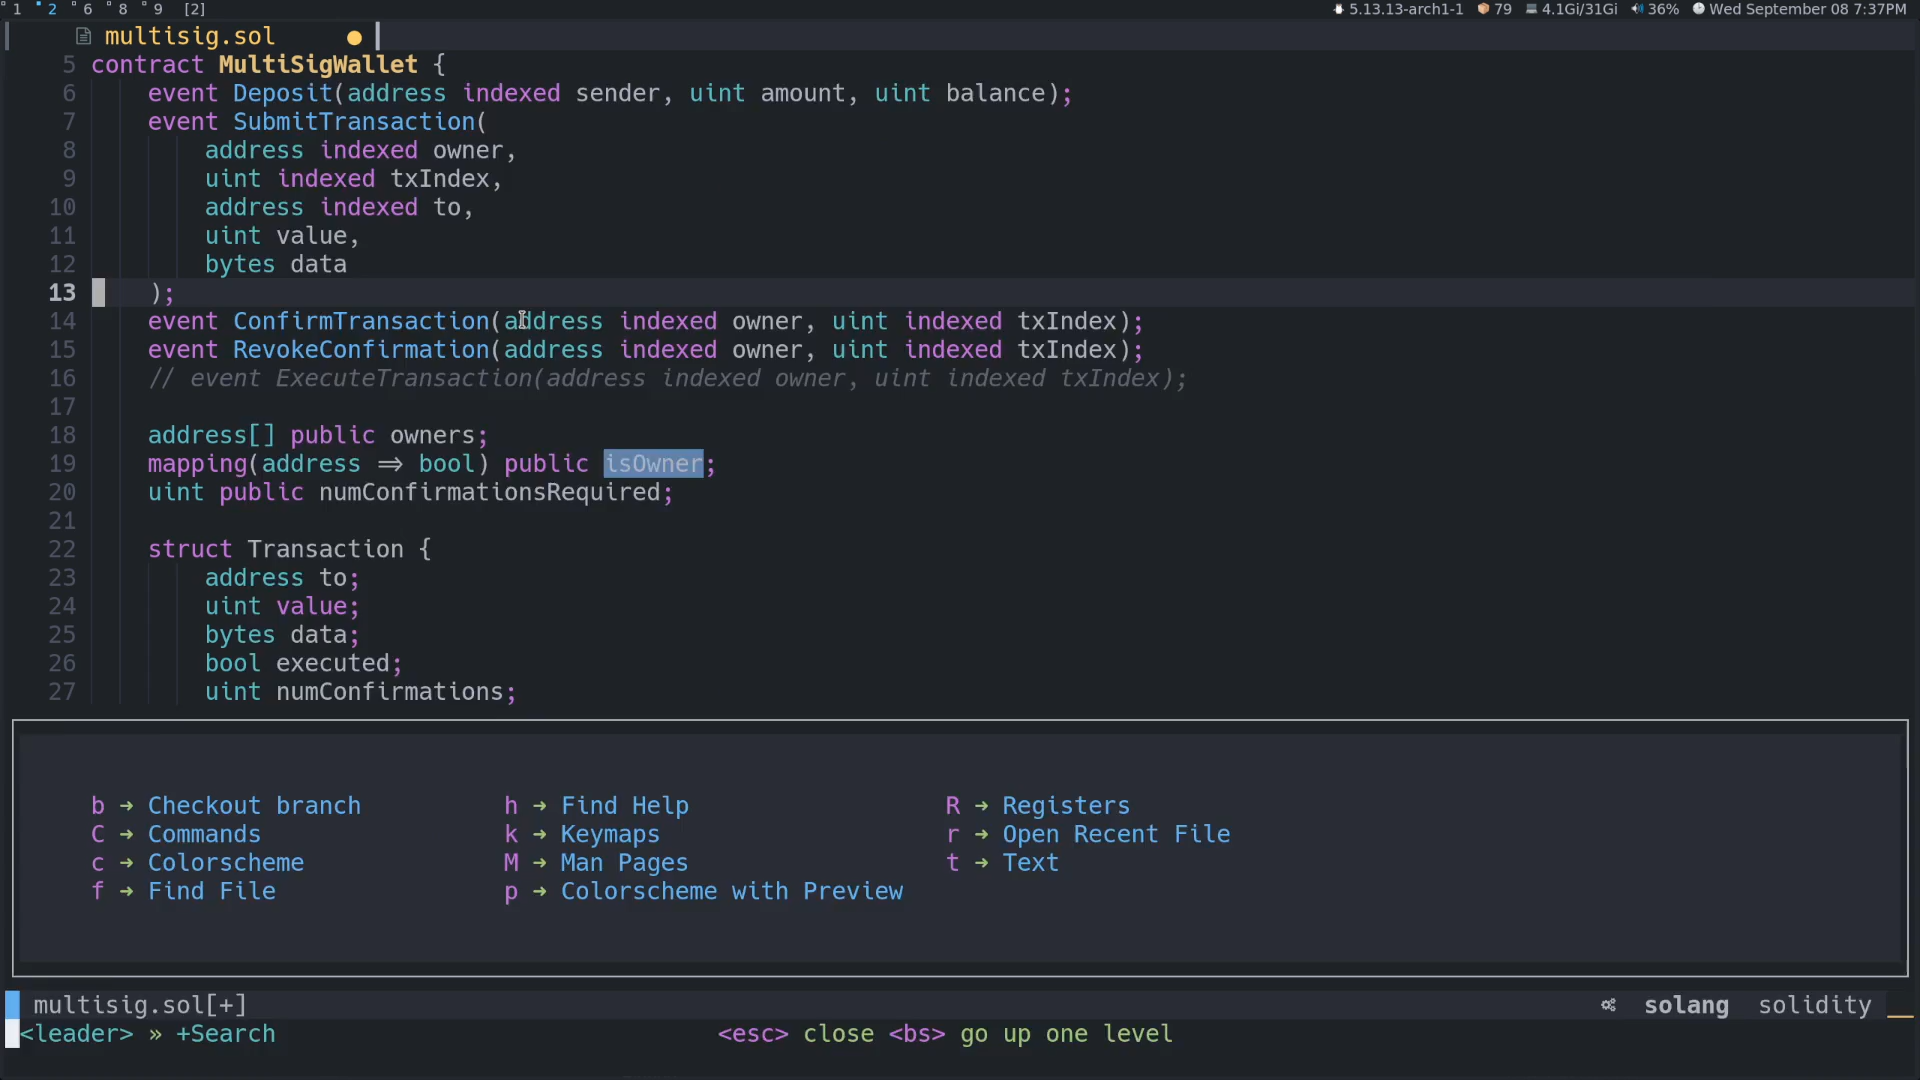 1 2 6 8 9 [2] 5.13.13-arch1-1 79 4.1Gi/31Gi 36% Wed September 08 7:37PM
multisig.sol
5 contract MultiSigWallet {
6 event Deposit(address indexed sender, uint amount, uint balance);
7 event SubmitTransaction(
8 address indexed owner,
9 uint indexed txIndex,
10 address indexed to,
11 uint value,
12 bytes data
13 );
14 event ConfirmTransaction(address indexed owner, uint indexed txIndex);
15 event RevokeConfirmation(address indexed owner, uint indexed txIndex);
16 // event ExecuteTransaction(address indexed owner, uint indexed txIndex);
17
18 address[] public owners;
19 mapping(address ⇒ bool) public isOwner;
20 uint public numConfirmationsRequired;
21
22 struct Transaction {
23 address to;
24 uint value;
25 bytes data;
26 bool executed;
27 uint numConfirmations;
b → Checkout branch h → Find Help R → Registers
C → Commands k → Keymaps r → Open Recent File
c → Colorscheme M → Man Pages t → Text
f → Find File p → Colorscheme with Preview
multisig.sol[+] solang solidity
<leader> » +Search <esc> close <bs> go up one level